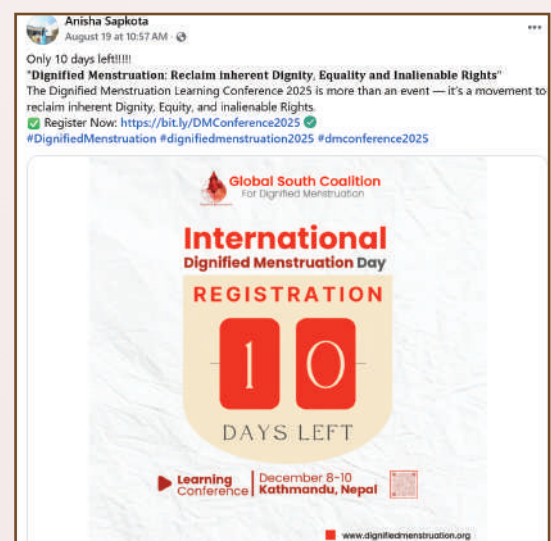 Anisha Sapkota
August 19 at 10:57 AM ·
Only 10 days left!!!!!
"Dignified Menstruation: Reclaim inherent Dignity, Equality and Inalienable Rights"
The Dignified Menstruation Learning Conference 2025 is more than an event — it's a movement to
reclaim inherent Dignity, Equity, and inalienable Rights.
✅ Register Now: https://bit.ly/DMConference2025
#DignifiedMenstruation #dignifiedmenstruation2025 #dmconference2025
Global South Coalition
For Dignified Menstruation
International
Dignified Menstruation Day
REGISTRATION
10
DAYS LEFT
Learning
Conference
December 8-10
Kathmandu, Nepal
www.dignifiedmenstruation.org